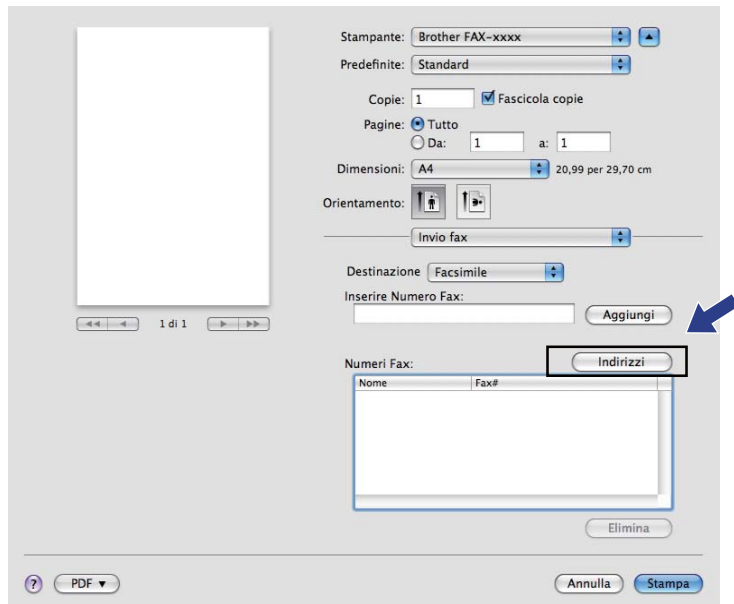 Stampante: Brother FAX-xxxx
Predefinite: Standard
Copie: 1 Fascicola copie
Pagine: Tutto
Da: 1 a: 1
Dimensioni: A4 20,99 per 29,70 cm
Orientamento:
Invio fax
Destinazione Facsimile
Inserire Numero Fax:
Aggiungi
1 di 1
Indirizzi
Numeri Fax:
Nome Fax#
Elimina
? PDF Annulla Stampa